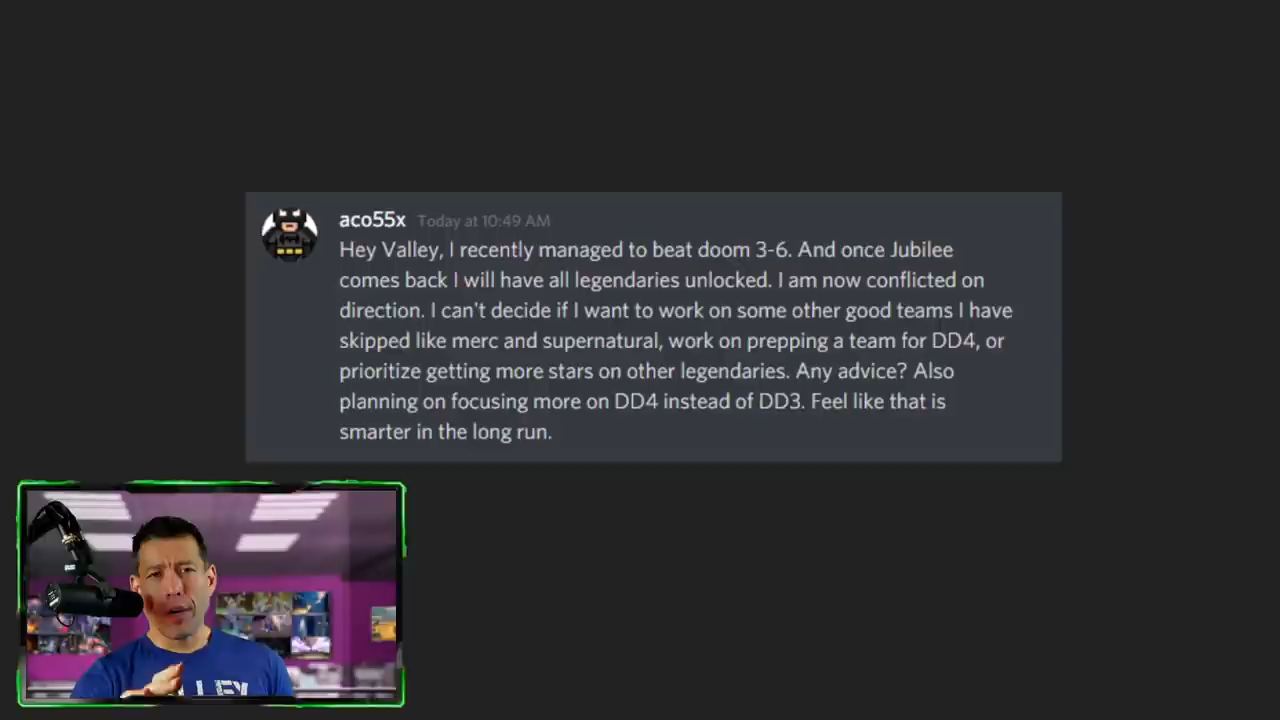 aco55x Today at 10:49 AM
Hey Valley, I recently managed to beat doom 3-6. And once Jubilee
comes back I will have all legendaries unlocked. I am now conflicted on
direction. I can't decide if I want to work on some other good teams I have
skipped like merc and supernatural, work on prepping a team for DD4, or
prioritize getting more stars on other legendaries. Any advice? Also
planning on focusing more on DD4 instead of DD3. Feel like that is
smarter in the long run.